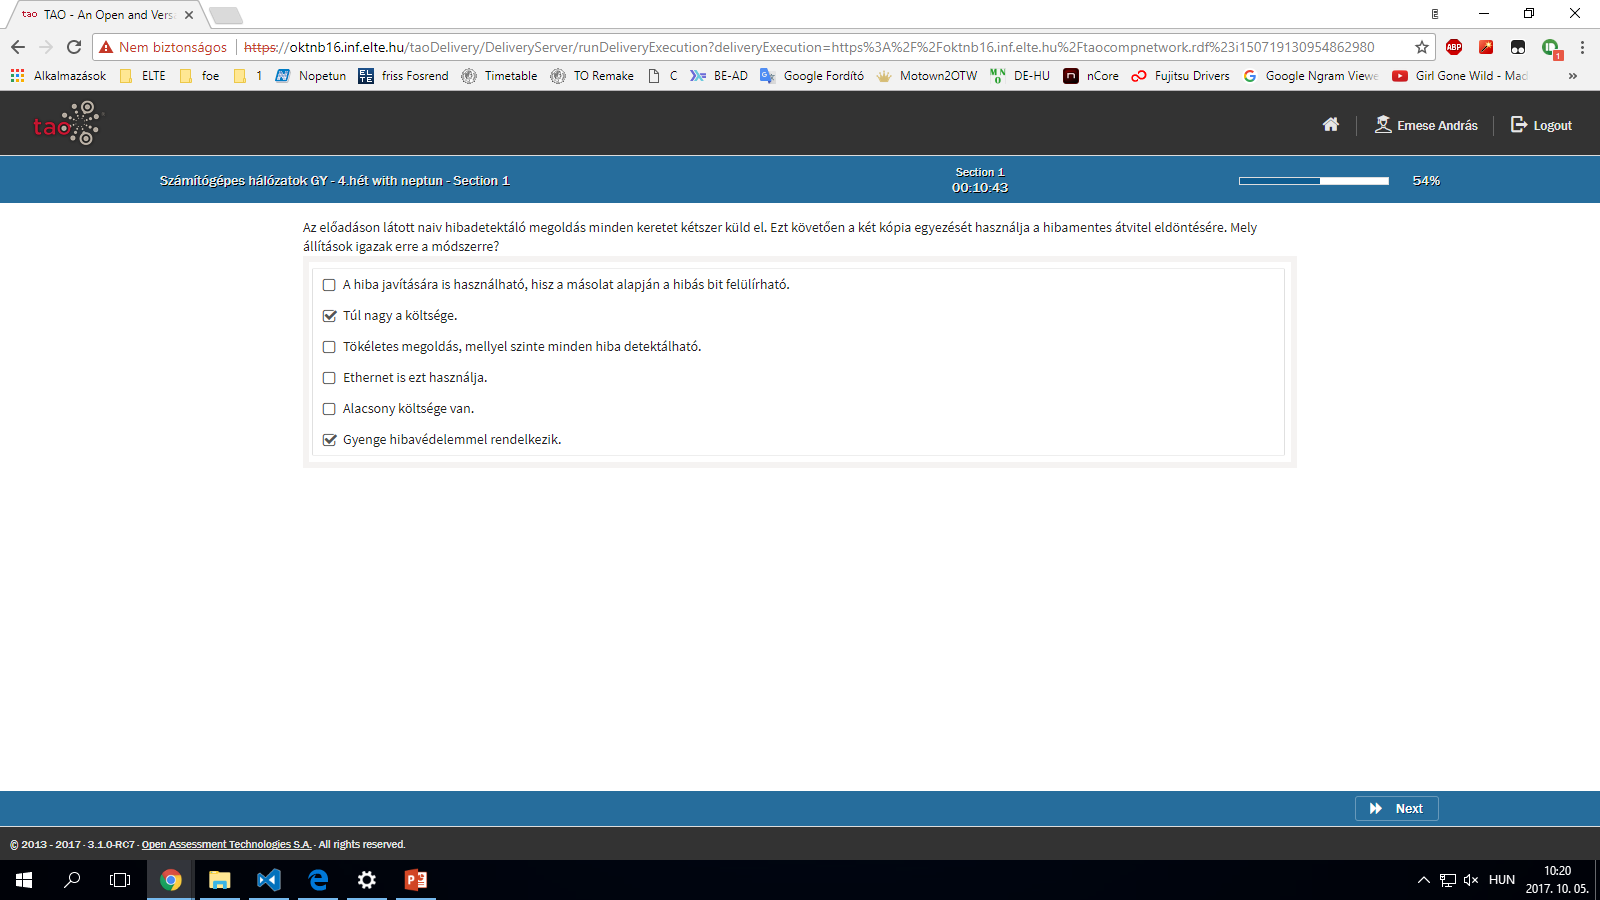 tao TAO - An Open and Versa
Nem biztonságos https://oktnb16.inf.elte.hu/taoDelivery/DeliveryServer/runDeliveryExecution?deliveryExecution=https%3A%2F%2Foktnb16.inf.elte.hu%2Ftaocompnetwork.rdf%23i150719130954862980 ABP 1
Alkalmazások ELTE foe 1 Nopetun friss Fosrend Timetable TO Remake C BE-AD Google Fordító Motown2OTW DE-HU nCore Fujitsu Drivers Google Ngram Viewe Girl Gone Wild - Mad »
tao Emese András Logout
Számítógépes hálózatok GY - 4.hét with neptun - Section 1
Section 1
00:10:43
54%
Az előadáson látott naiv hibadetektáló megoldás minden keretet kétszer küld el. Ezt követően a két kópia egyezését használja a hibamentes átvitel eldöntésére. Mely
állítások igazak erre a módszerre?
A hiba javítására is használható, hisz a másolat alapján a hibás bit felülírható.
Túl nagy a költsége.
Tökéletes megoldás, mellyel szinte minden hiba detektálható.
Ethernet is ezt használja.
Alacsony költsége van.
Gyenge hibavédelemmel rendelkezik.
Next
© 2013 - 2017 · 3.1.0-RC7 · Open Assessment Technologies S.A. · All rights reserved.
HUN
10:20
2017. 10. 05.